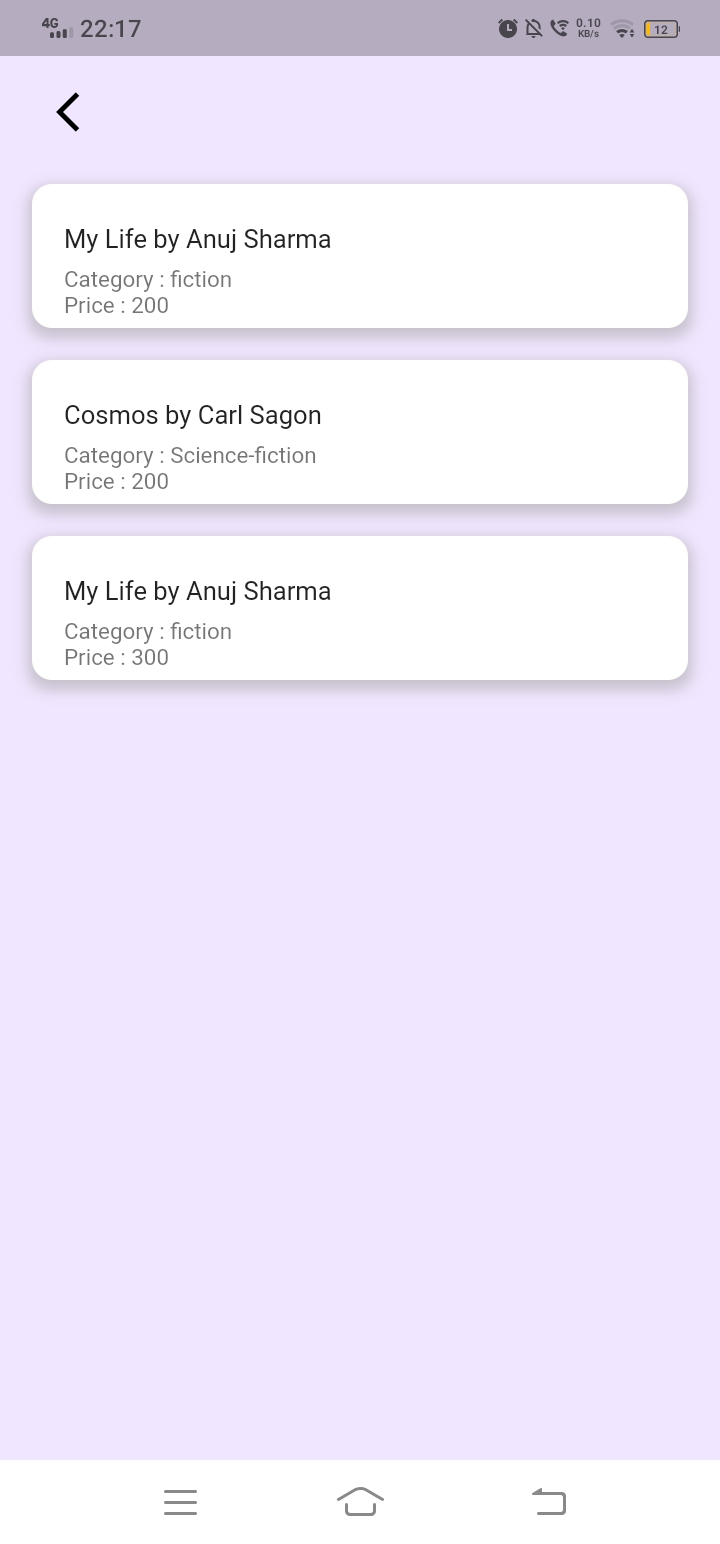 4G 22:17 0.10 KB/s 12
My Life by Anuj Sharma
Category : fiction
Price : 200
Cosmos by Carl Sagon
Category : Science-fiction
Price : 200
My Life by Anuj Sharma
Category : fiction
Price : 300